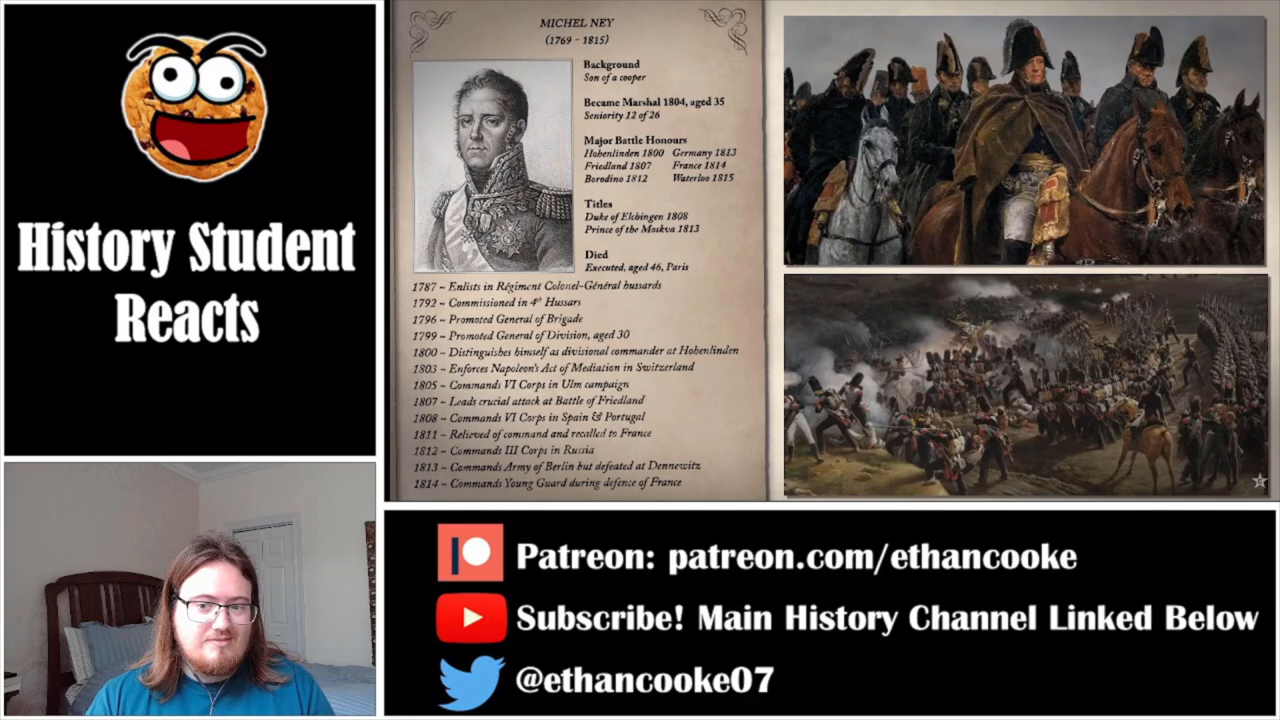 History Student
Reacts
MICHEL NEY
(1769 - 1815)
Background
Son of a cooper
Became Marshal 1804, aged 35
Seniority 12 of 26
Major Battle Honours
Hohenlinden 1800 Germany 1813
Friedland 1807 France 1814
Borodino 1812 Waterloo 1815
Titles
Duke of Elchingen 1808
Prince of the Moskva 1813
Died
Executed, aged 46, Paris
1787 ~ Enlists in Régiment Colonel-Général hussards
1792 ~ Commissioned in 4th Hussars
1796 ~ Promoted General of Brigade
1799 ~ Promoted General of Division, aged 30
1800 ~ Distinguishes himself as divisional commander at Hohenlinden
1803 ~ Enforces Napoleon's Act of Mediation in Switzerland
1805 ~ Commands VI Corps in Ulm campaign
1807 ~ Leads crucial attack at Battle of Friedland
1808 ~ Commands VI Corps in Spain & Portugal
1811 ~ Relieved of command and recalled to France
1812 ~ Commands III Corps in Russia
1813 ~ Commands Army of Berlin but defeated at Dennewitz
1814 ~ Commands Young Guard during defence of France
Patreon: patreon.com/ethancooke
Subscribe! Main History Channel Linked Below
@ethancooke07